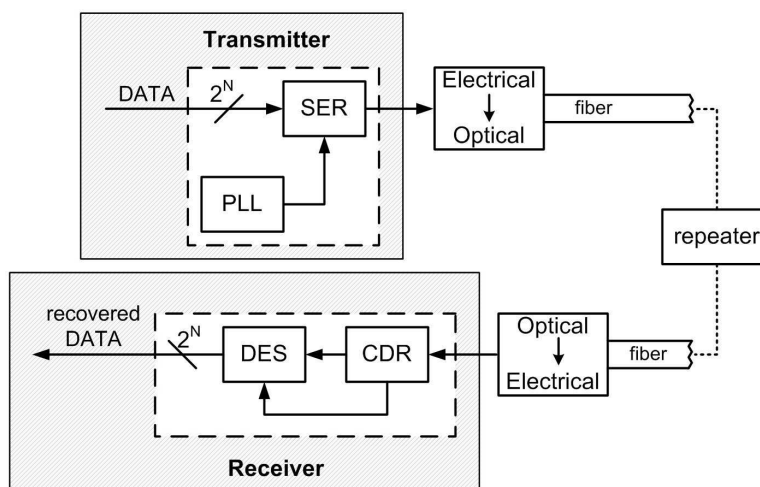 Transmitter
DATA
2^N
SER
PLL
Electrical
Optical
fiber
repeater
Optical
Electrical
fiber
recovered
DATA
2^N
DES
CDR
Receiver